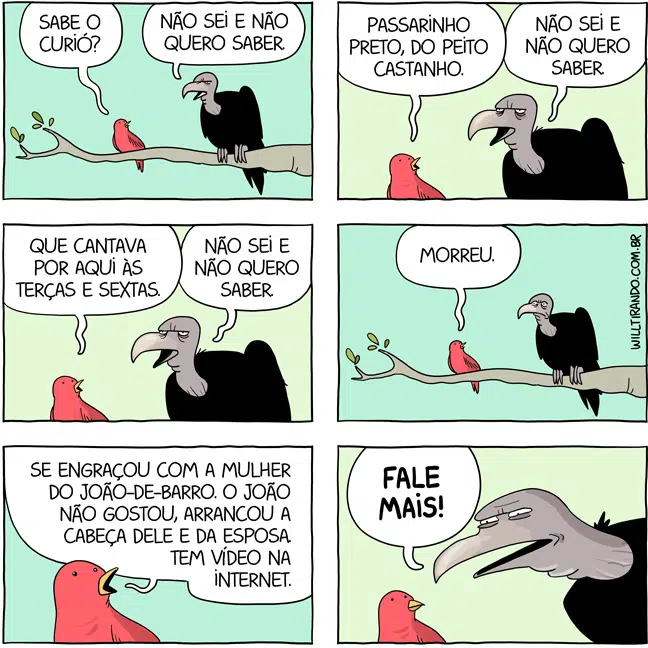 SABE O
CURIÓ?
NÃO SEI E NÃO
QUERO SABER.
PASSARINHO
PRETO, DO PEITO
CASTANHO.
NÃO SEI E
NÃO QUERO
SABER.
QUE CANTAVA
POR AQUI ÀS
TERÇAS E SEXTAS.
NÃO SEI E
NÃO QUERO
SABER.
MORREU.
WILLTIRANDO.COM.BR
SE ENGRAÇOU COM A MULHER
DO JOÃO-DE-BARRO. O JOÃO
NÃO GOSTOU, ARRANCOU A
CABEÇA DELE E DA ESPOSA.
TEM VÍDEO NA
INTERNET.
FALE
MAIS!